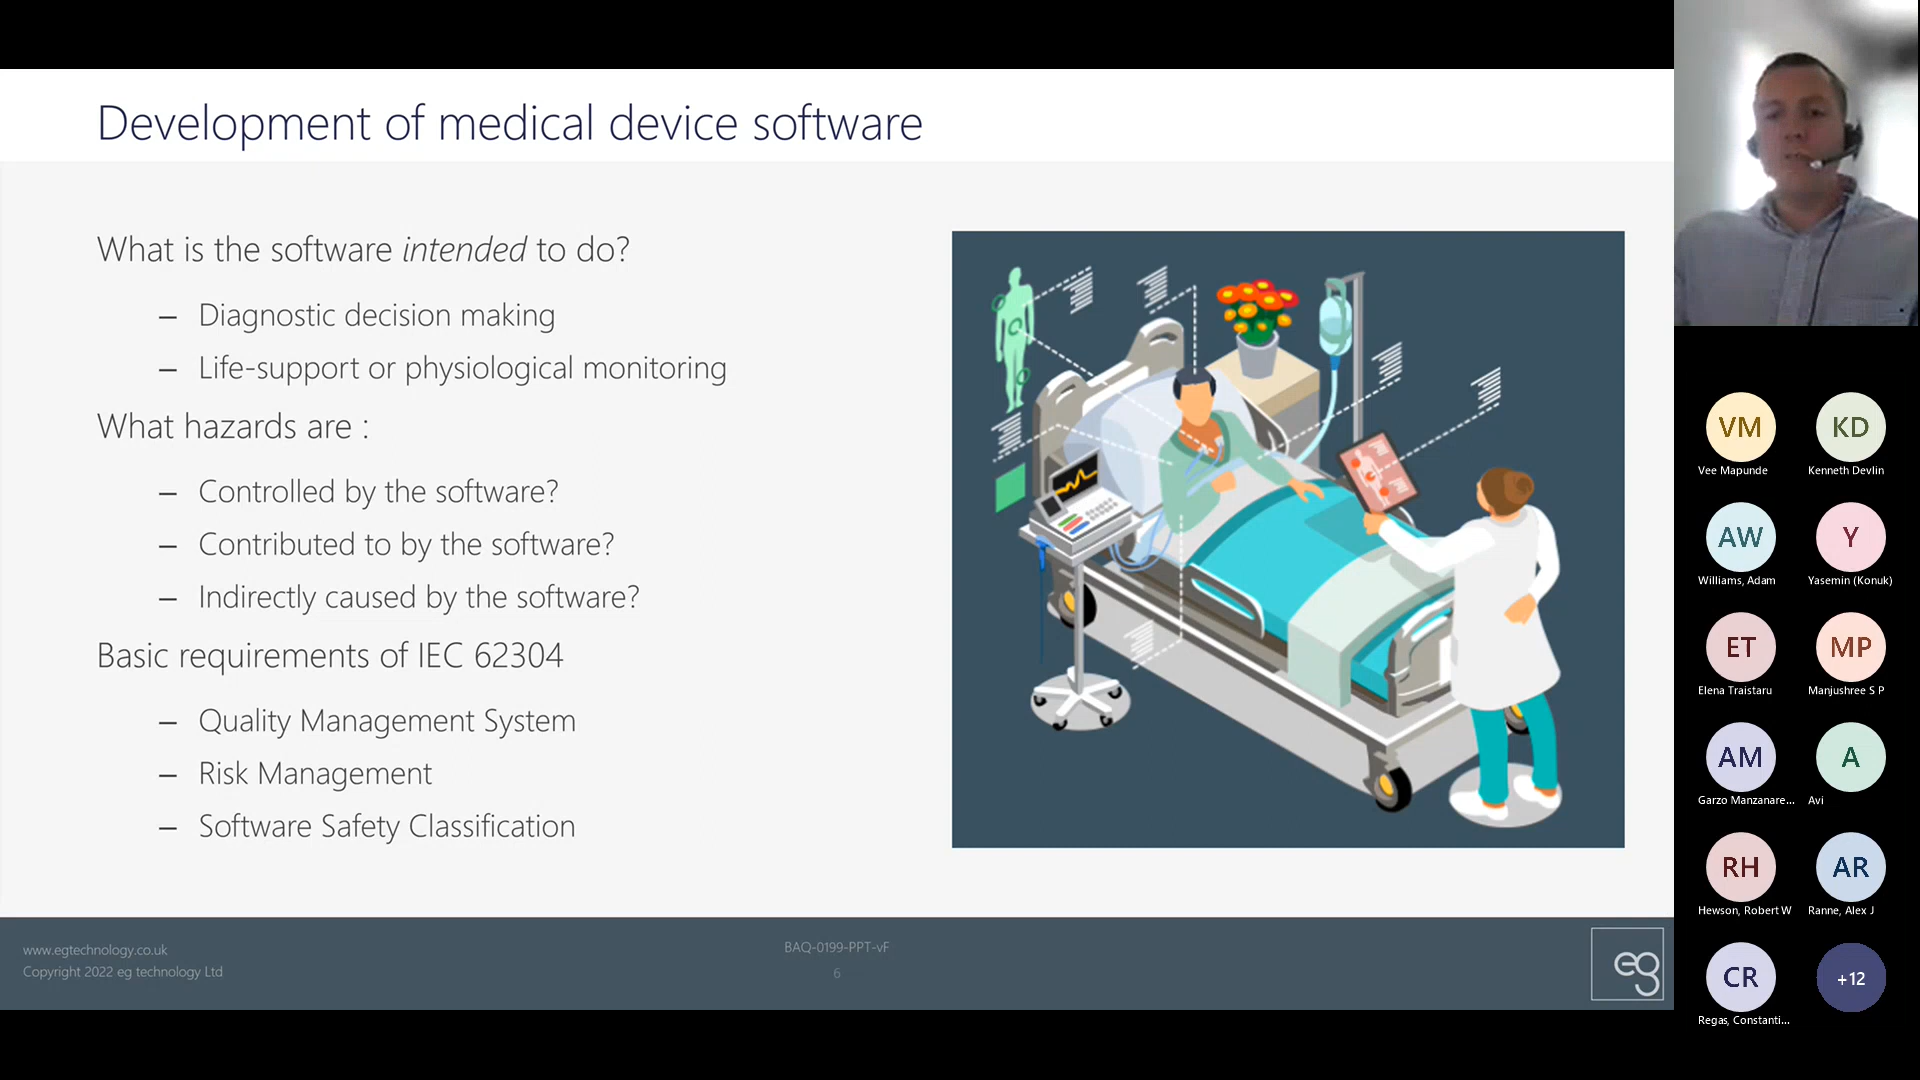 Development of medical device software
What is the software intended to do?
– Diagnostic decision making
– Life-support or physiological monitoring
What hazards are :
– Controlled by the software?
– Contributed to by the software?
– Indirectly caused by the software?
Basic requirements of IEC 62304
– Quality Management System
– Risk Management
– Software Safety Classification
www.egtechnology.co.uk
Copyright 2022 eg technology Ltd
BAQ-0199-PPT-vF
6
eg
VM
Vee Mapunde
KD
Kenneth Devlin
AW
Williams, Adam
Y
Yasemin (Konuk)
ET
Elena Traistaru
MP
Manjushree S P
AM
Garzo Manzanare...
A
Avi
RH
Hewson, Robert W
AR
Ranne, Alex J
CR
Regas, Constanti...
+12